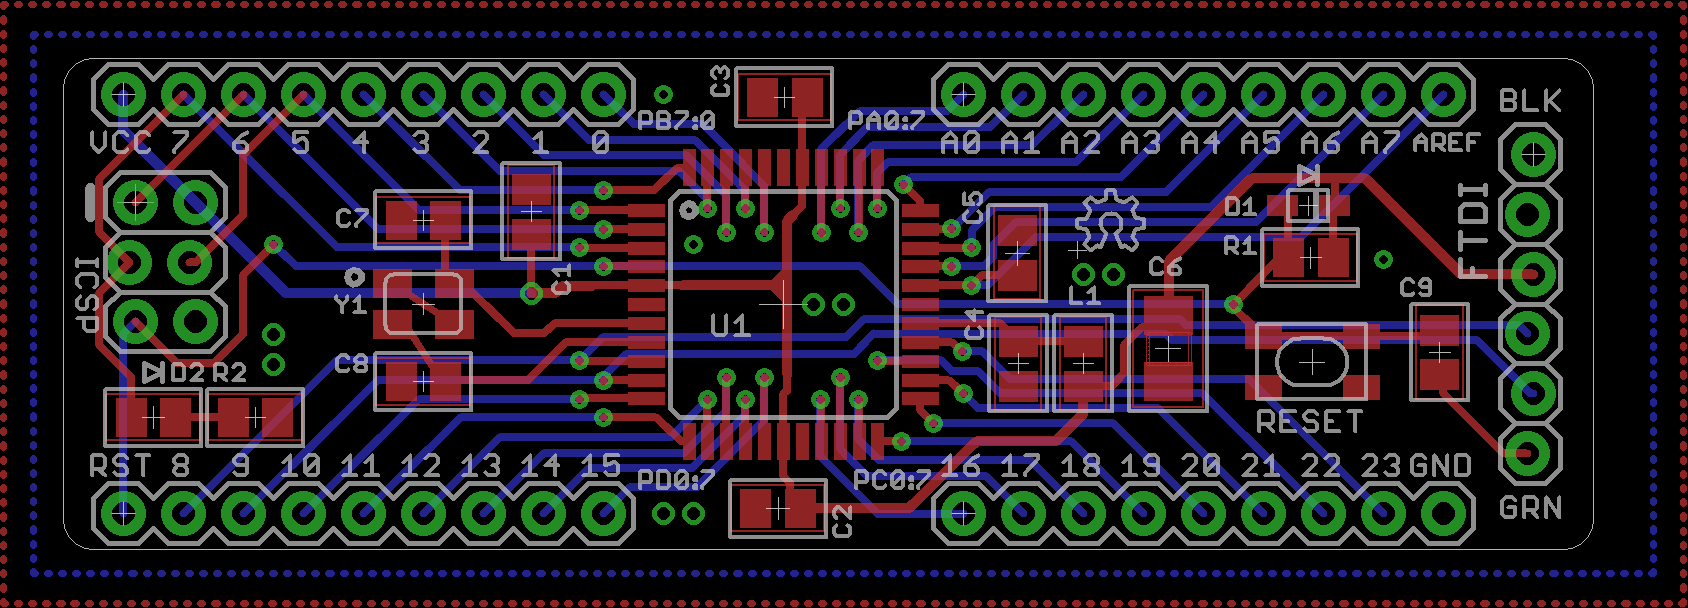 C3
BLK
PB7:0
PA0:7
VCC 7 6 5 4 3 2 1 0
A0 A1 A2 A3 A4 A5 A6 A7 AREF
C7
C5
D1
FTDI
R1
ICSP
Y1
C1
C6
L1
C9
U1
C4
C8
D2 R2
RESET
RST 8 9 10 11 12 13 14 15
16 17 18 19 20 21 22 23 GND
PD0:7
PC0:7
C2
GRN